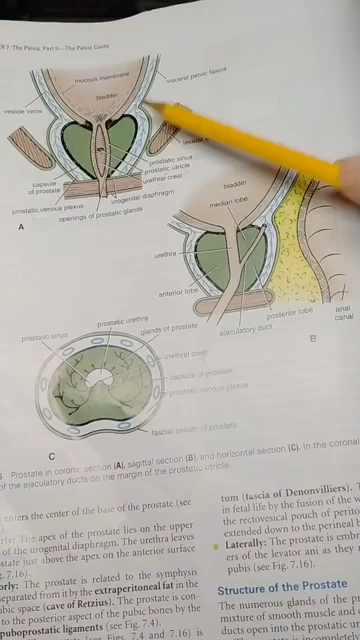 7 The Pelvis: Part II—The Pelvic Cavity
mucous membrane
visceral pelvic fascia
bladder
vesicle veins
levator
prostatic sinus
prostatic utricle
capsule
of prostate
urethral crest
urogenital diaphragm
prostatic venous plexus
openings of prostatic glands
A
bladder
median lobe
urethra
anterior lobe
posterior lobe
ejaculatory duct
anal
canal
B
prostatic urethra
prostatic sinus
glands of prostate
urethral crest
capsule of prostate
prostatic venous plexus
fascial sheath of prostate
C
Prostate in coronal section (A), sagittal section (B), and horizontal section (C). In the coronal
of the ejaculatory ducts on the margin of the prostatic utricle.
enters the center of the base of the prostate (see
rly: The apex of the prostate lies on the upper
of the urogenital diaphragm. The urethra leaves
state just above the apex on the anterior surface
g. 7.16).
orly: The prostate is related to the symphysis
separated from it by the extraperitoneal fat in the
ubic space (cave of Retzius). The prostate is con-
to the posterior aspect of the pubic bones by the
puboprostatic ligaments (see Figs. 7.4 and 7.16)
tum (fascia of Denonvilliers).
in fetal life by the fusion of the w
the rectovesical pouch of peritor
extended down to the perineal
Laterally: The prostate is embr
ers of the levator ani as they r
pubis (see Fig. 7.16).
Structure of the Prostate
The numerous glands of the pr
mixture of smooth muscle and
ducts open into the prostatic u